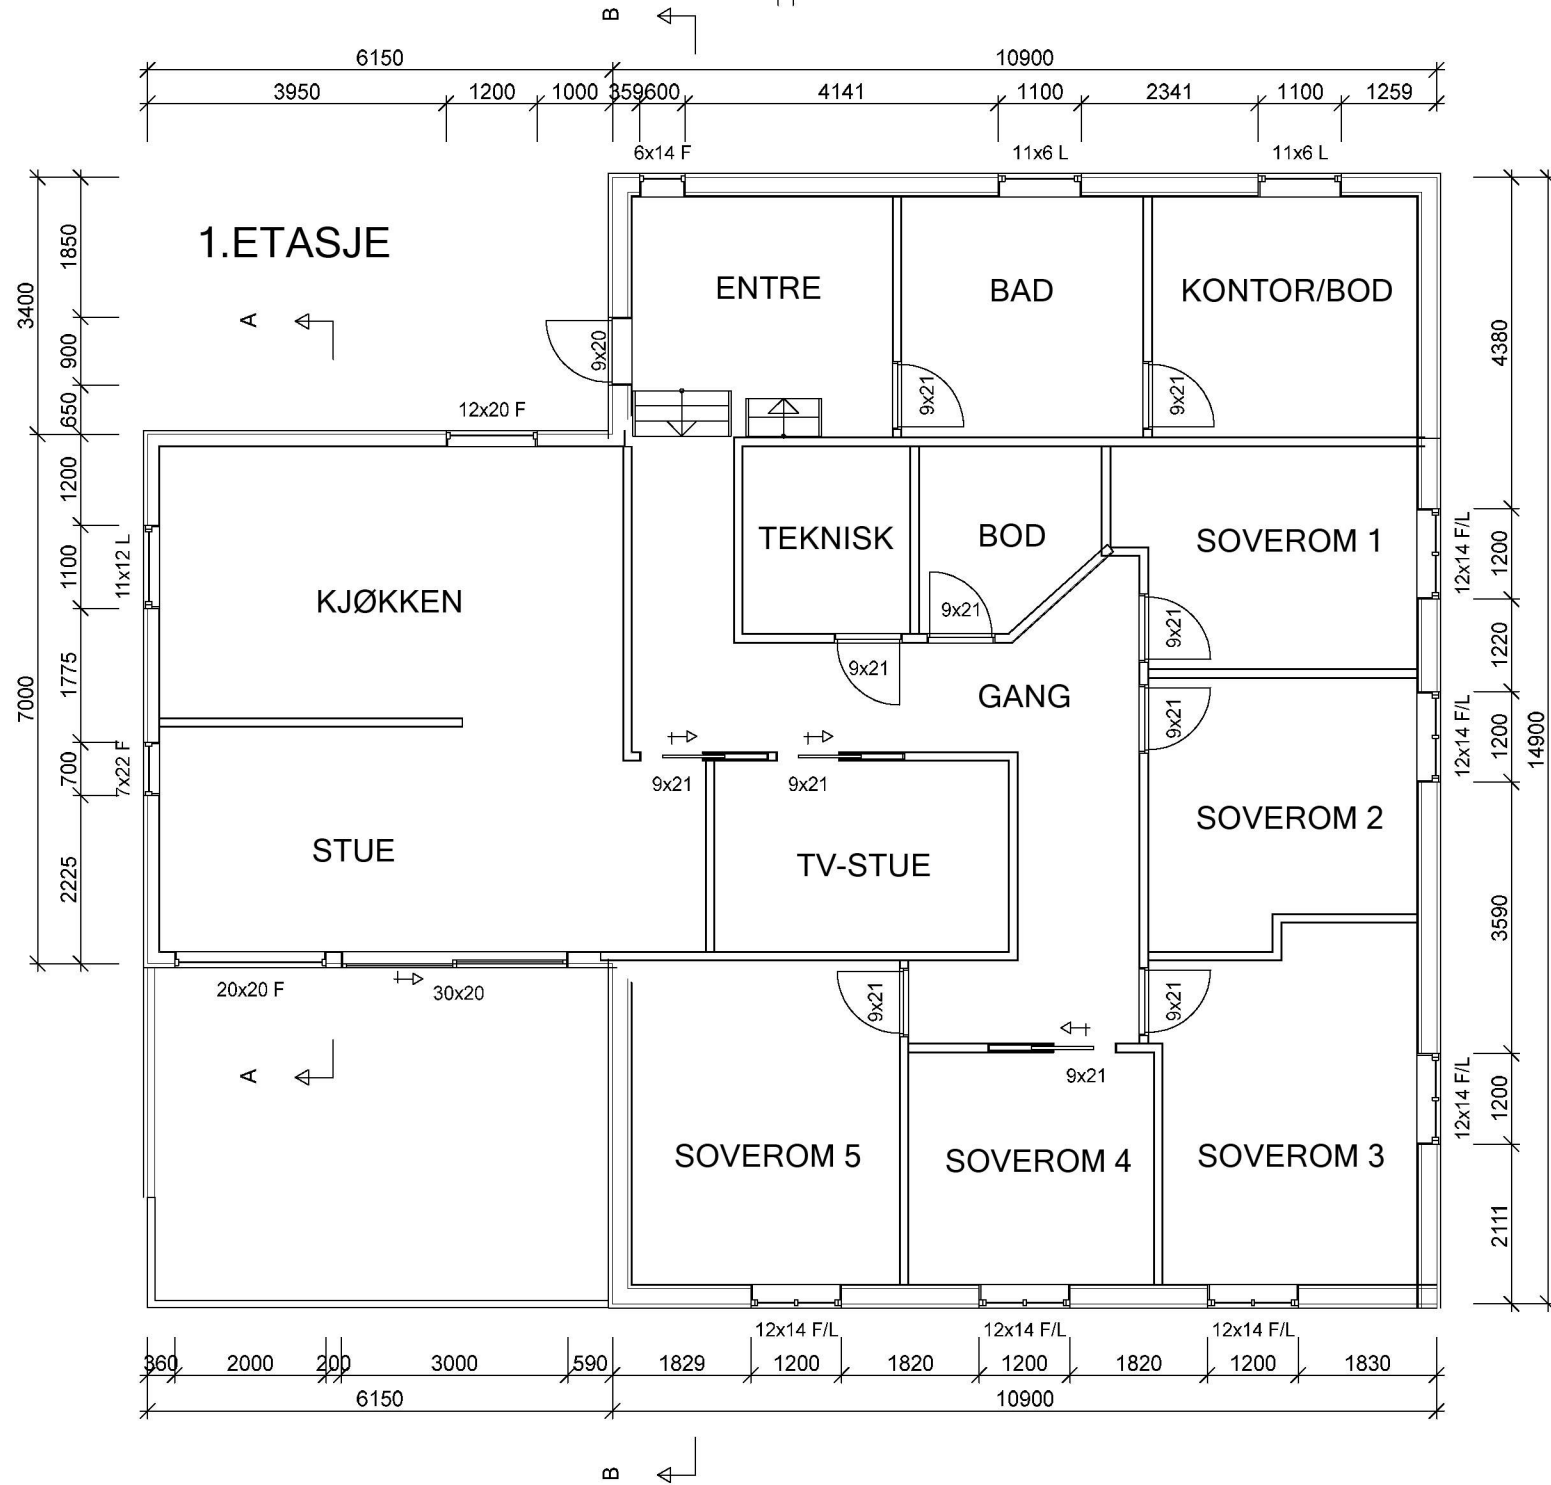 B
6150 10900
3950 1200 1000 359 600 4141 1100 2341 1100 1259
6x14 F 11x6 L 11x6 L
1.ETASJE
ENTRE BAD KONTOR/BOD
1850
3400
A
900
9x20
4380
650
9x21 9x21
12x20 F
1200
TEKNISK BOD SOVEROM 1
11x12 L
1100
12x14 F/L
1200
KJØKKEN
9x21 9x21
1220
9x21
1775
7000
GANG
9x21
12x14 F/L
1200
14900
7x22 F
700
9x21 9x21
SOVEROM 2
STUE TV-STUE
2225
3590
20x20 F 30x20
9x21 9x21
A
9x21
12x14 F/L
1200
SOVEROM 5 SOVEROM 4 SOVEROM 3
2111
12x14 F/L 12x14 F/L 12x14 F/L
360 2000 200 3000 590 1829 1200 1820 1200 1820 1200 1830
6150 10900
B